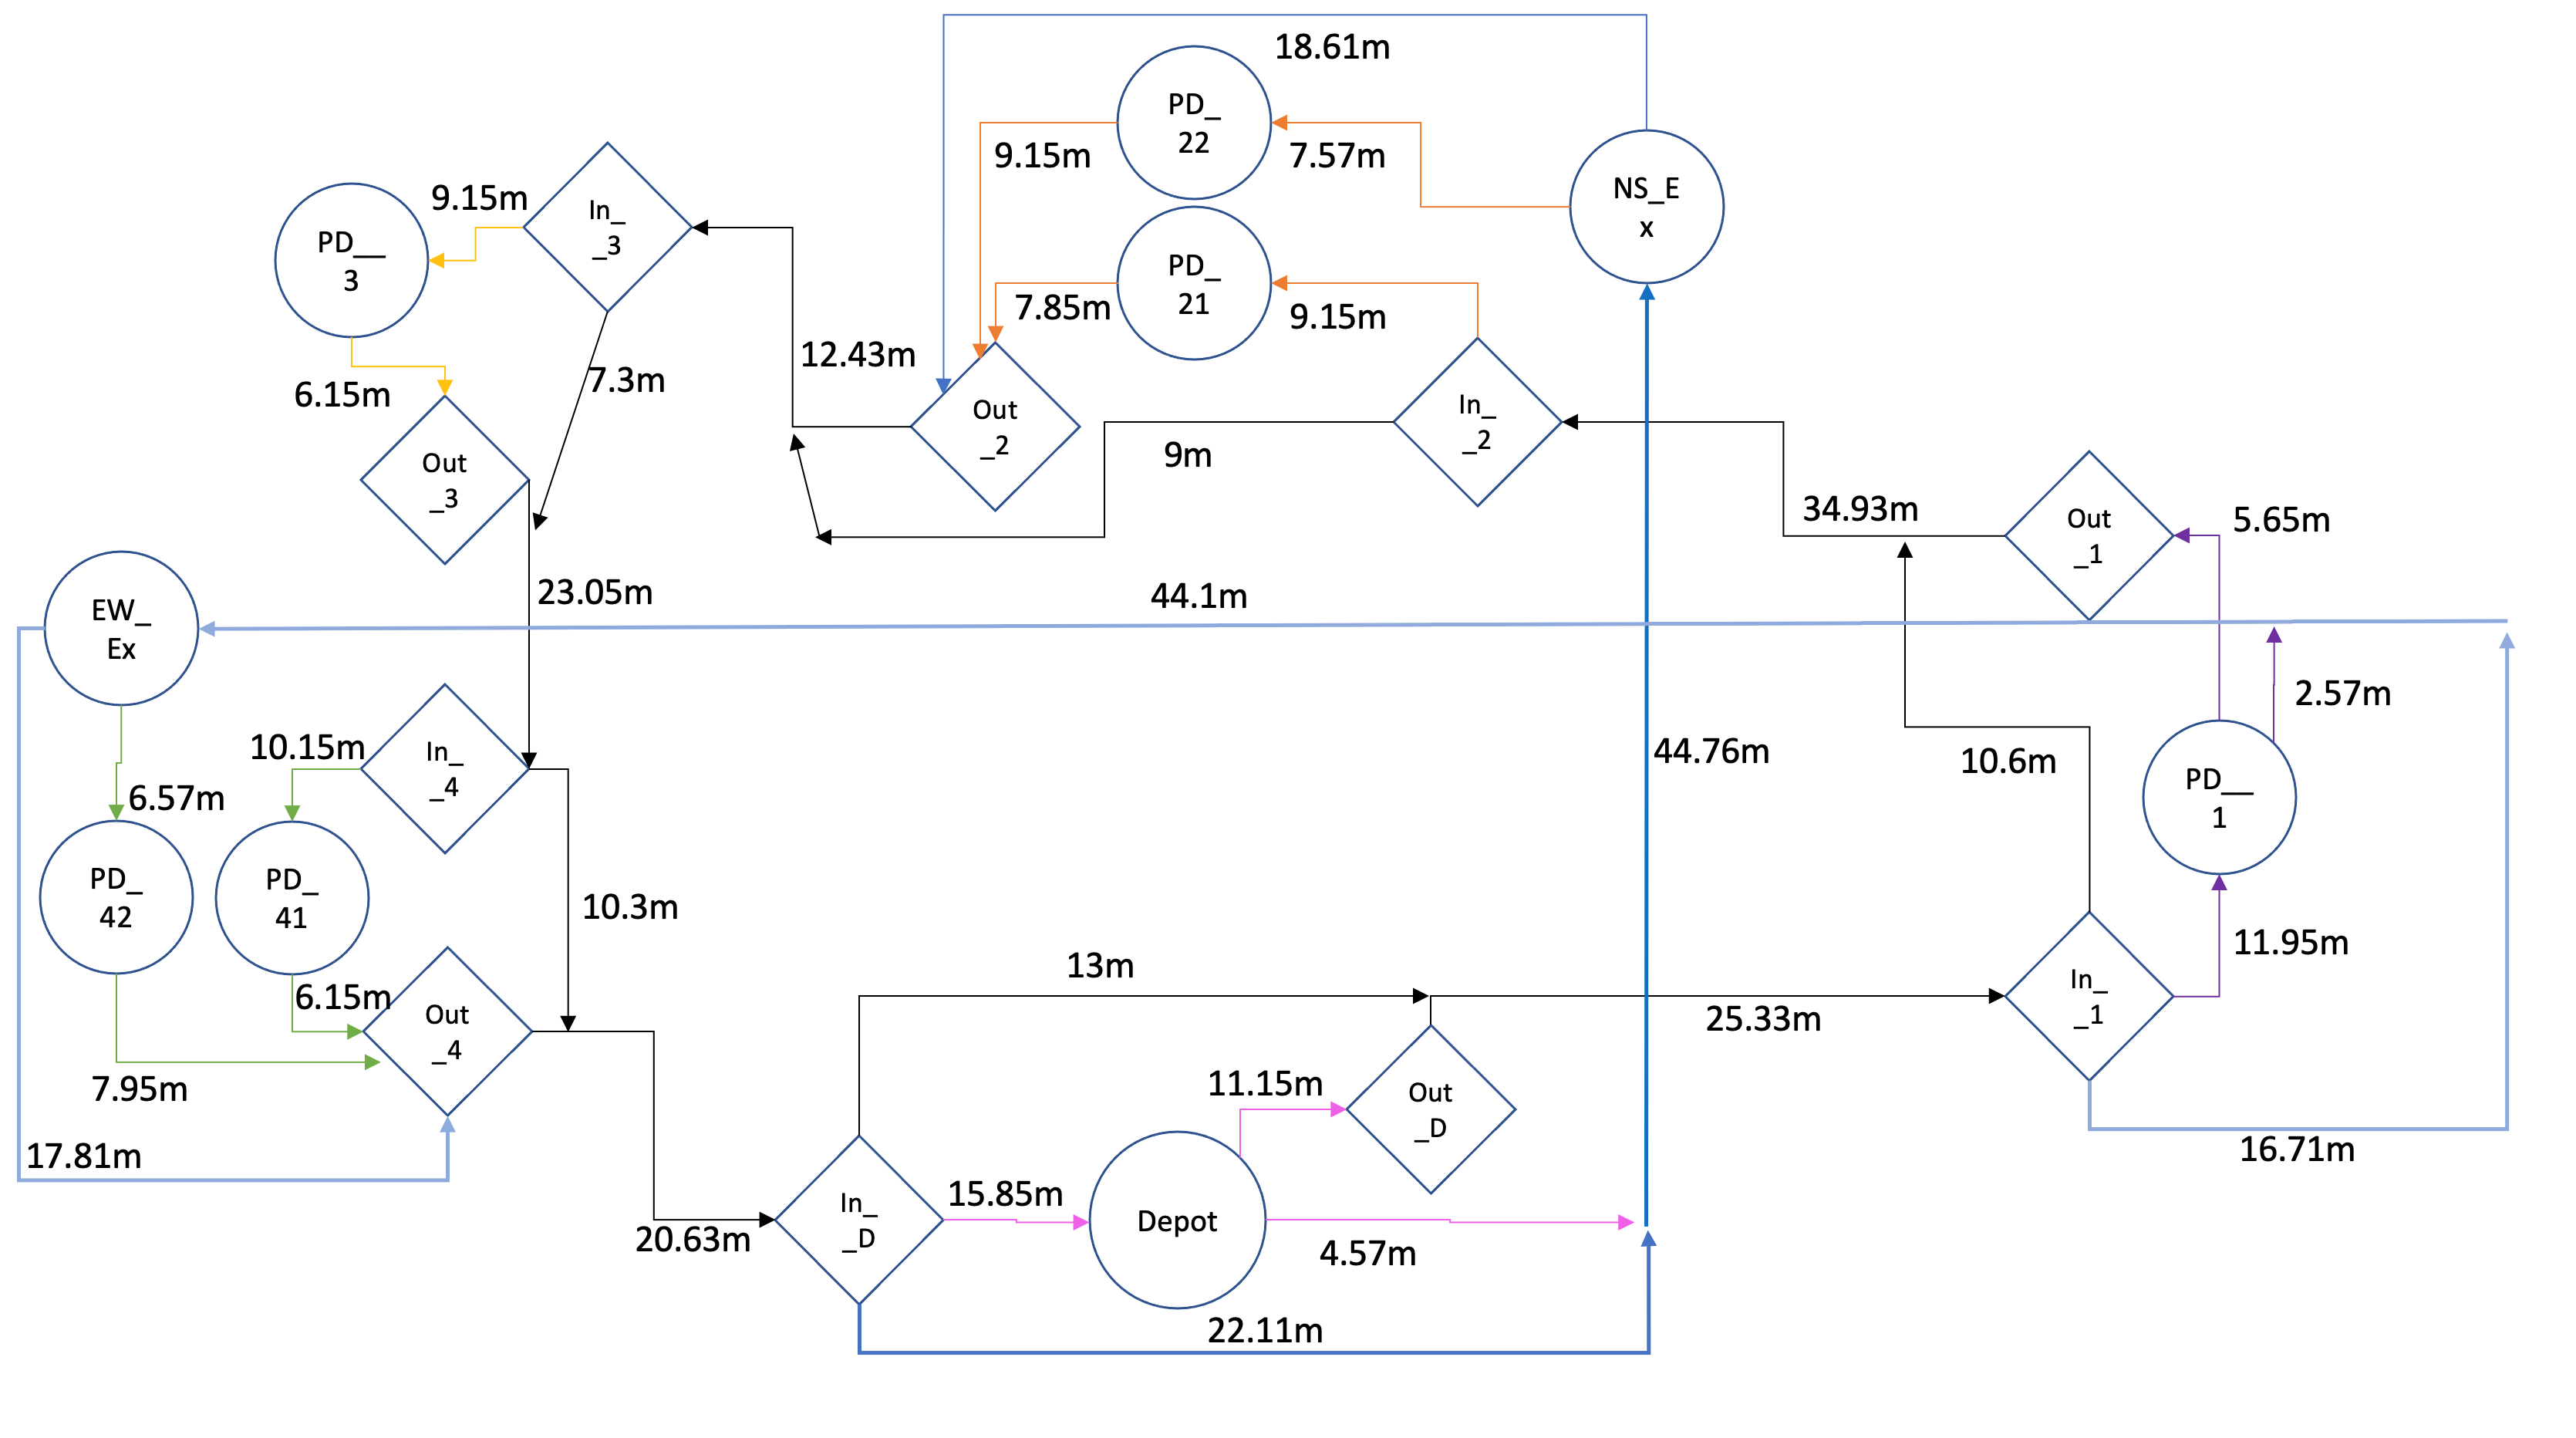 18.61m
PD_
22
9.15m
7.57m
NS_E
x
9.15m
In_
_3
PD__
3
PD_
21
7.85m
9.15m
12.43m
7.3m
6.15m
Out
_2
In_
_2
9m
Out
_3
34.93m
Out
_1
5.65m
23.05m
44.1m
EW_
Ex
2.57m
10.15m
In_
_4
44.76m
10.6m
PD__
1
6.57m
PD_
42
PD_
41
10.3m
11.95m
13m
6.15m
Out
_4
In_
_1
25.33m
7.95m
11.15m
Out
_D
17.81m
16.71m
20.63m
In_
_D
15.85m
Depot
4.57m
22.11m